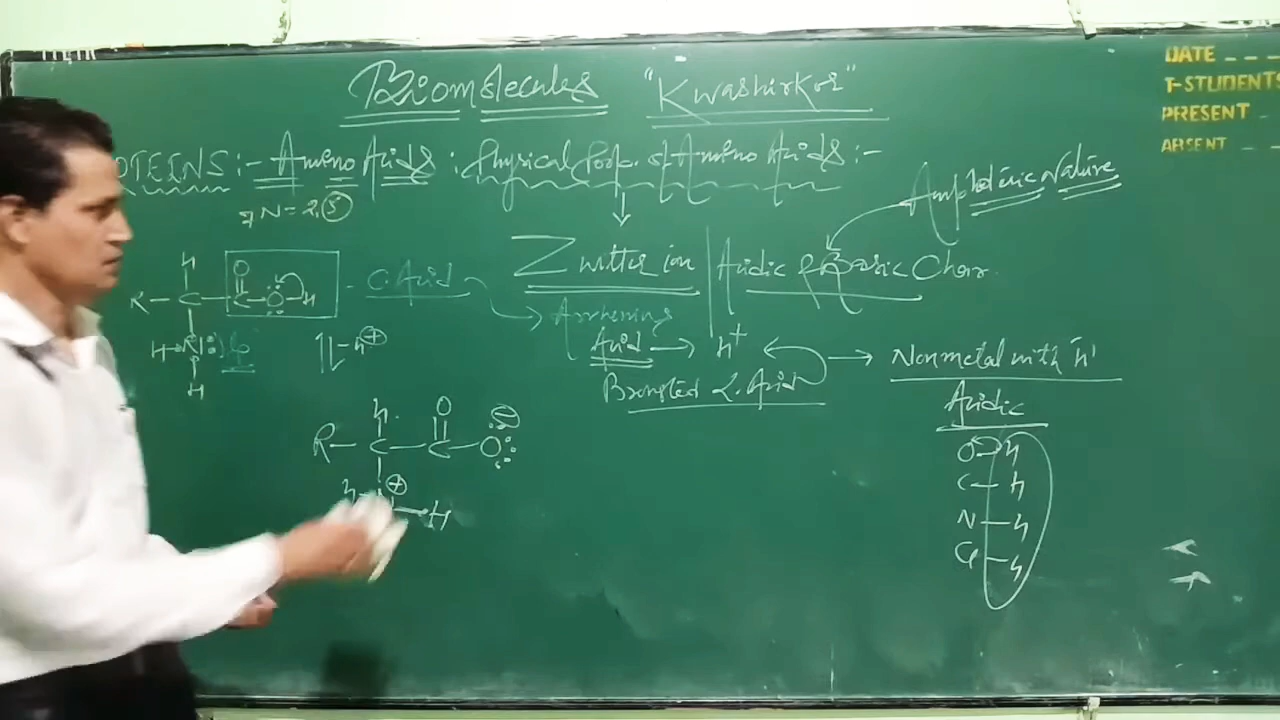 Biomolecules "Kwashirkor"
DATE _ _ _
T-STUDENTS
PRESENT _
ABSENT _ _
OTEINS :- Amino Acids : Physical Prop. of Amino Acids :-
Amphoteric Nature
Zwitter ion | Acidic & Basic Char.
R — C — C — O — H
H
O
C. Acid
Arrhenius
Acid → H+
Bronsted L. Acid
Nonmetal with 'H'
Acidic
O — H
C — H
N — H
Cl — H
R — C — C — O
H
O
H